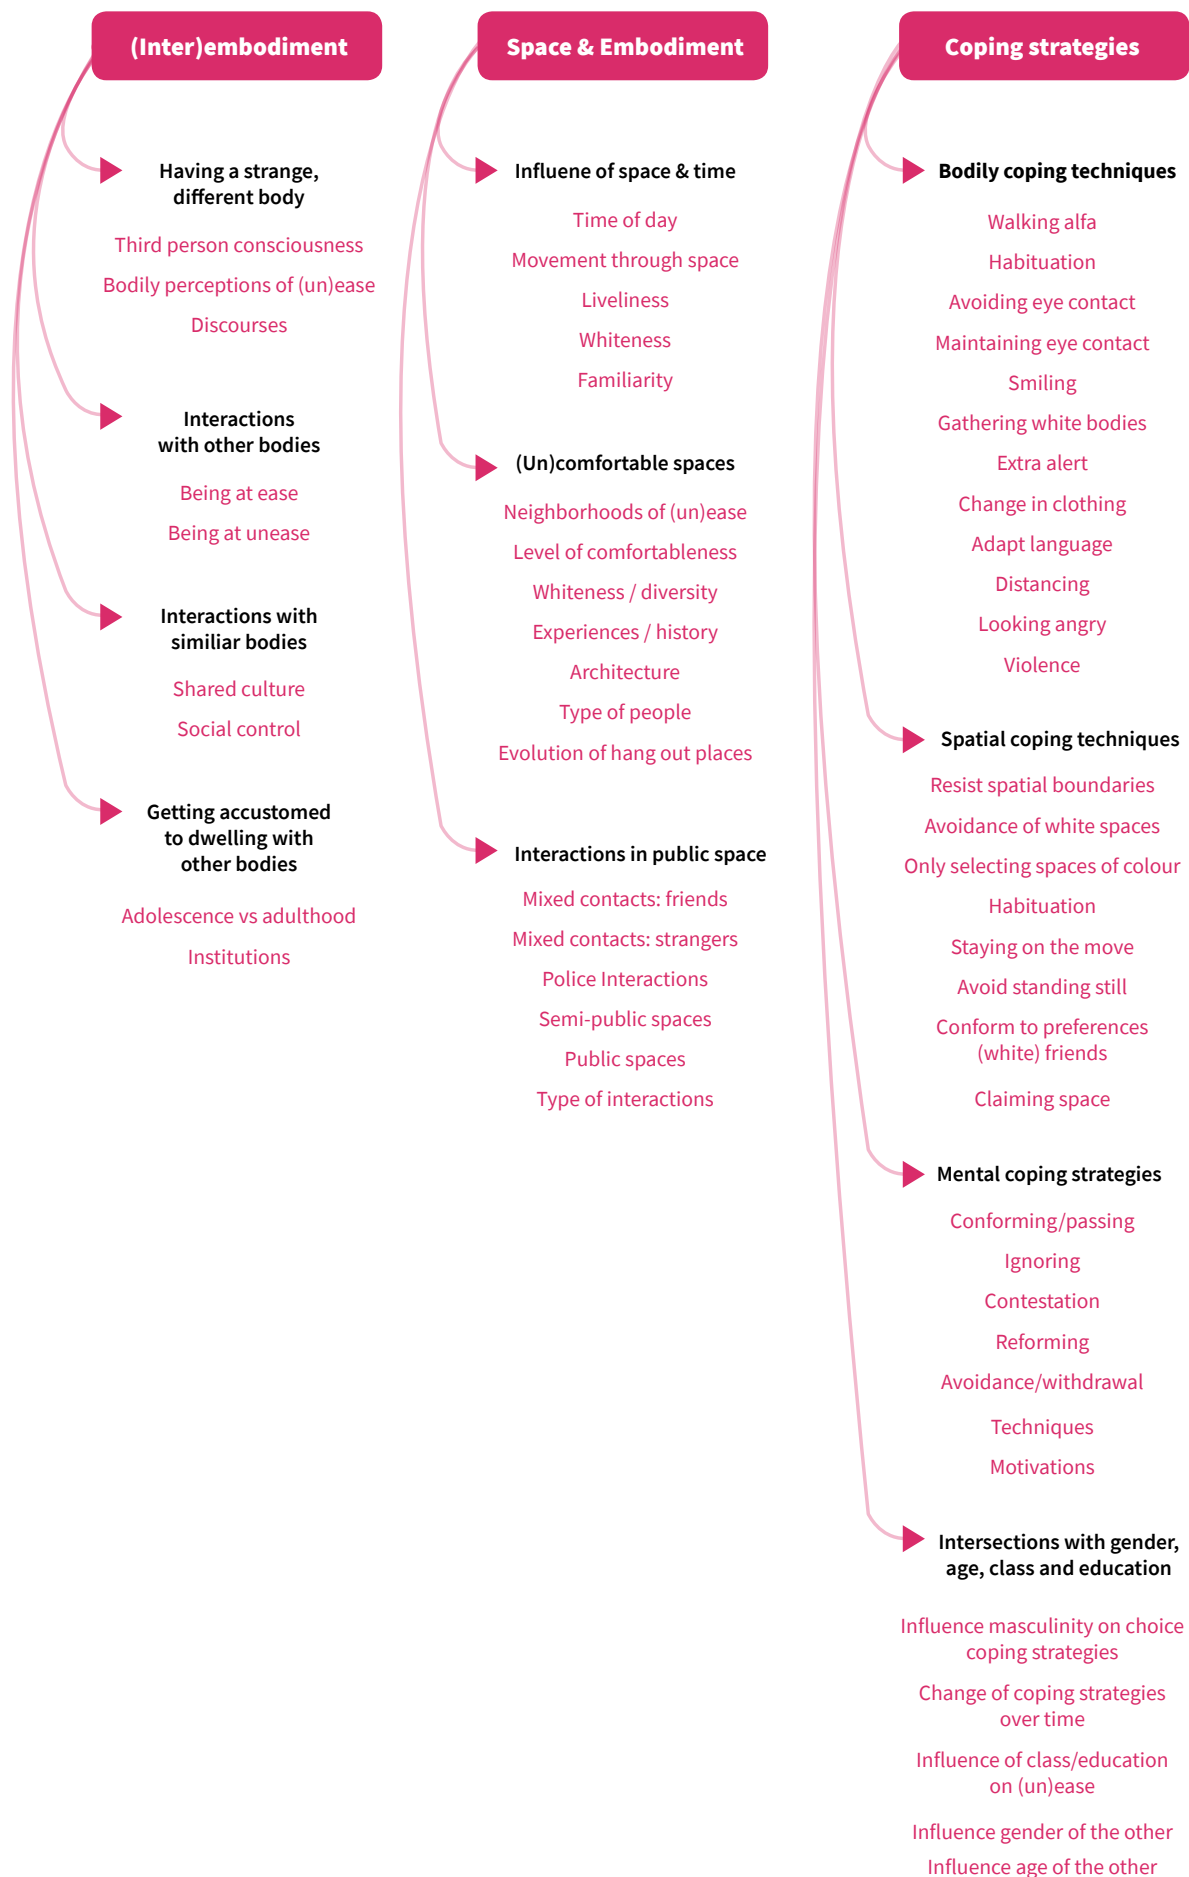 (Inter)embodiment
Having a strange,
different body
Third person consciousness
Bodily perceptions of (un)ease
Discourses
Interactions
with other bodies
Being at ease
Being at unease
Interactions with
similiar bodies
Shared culture
Social control
Getting accustomed
to dwelling with
other bodies
Adolescence vs adulthood
Institutions
Space & Embodiment
Influene of space & time
Time of day
Movement through space
Liveliness
Whiteness
Familiarity
(Un)comfortable spaces
Neighborhoods of (un)ease
Level of comfortableness
Whiteness / diversity
Experiences / history
Architecture
Type of people
Evolution of hang out places
Interactions in public space
Mixed contacts: friends
Mixed contacts: strangers
Police Interactions
Semi-public spaces
Public spaces
Type of interactions
Coping strategies
Bodily coping techniques
Walking alfa
Habituation
Avoiding eye contact
Maintaining eye contact
Smiling
Gathering white bodies
Extra alert
Change in clothing
Adapt language
Distancing
Looking angry
Violence
Spatial coping techniques
Resist spatial boundaries
Avoidance of white spaces
Only selecting spaces of colour
Habituation
Staying on the move
Avoid standing still
Conform to preferences
(white) friends
Claiming space
Mental coping strategies
Conforming/passing
Ignoring
Contestation
Reforming
Avoidance/withdrawal
Techniques
Motivations
Intersections with gender,
age, class and education
Influence masculinity on choice
coping strategies
Change of coping strategies
over time
Influence of class/education
on (un)ease
Influence gender of the other
Influence age of the other